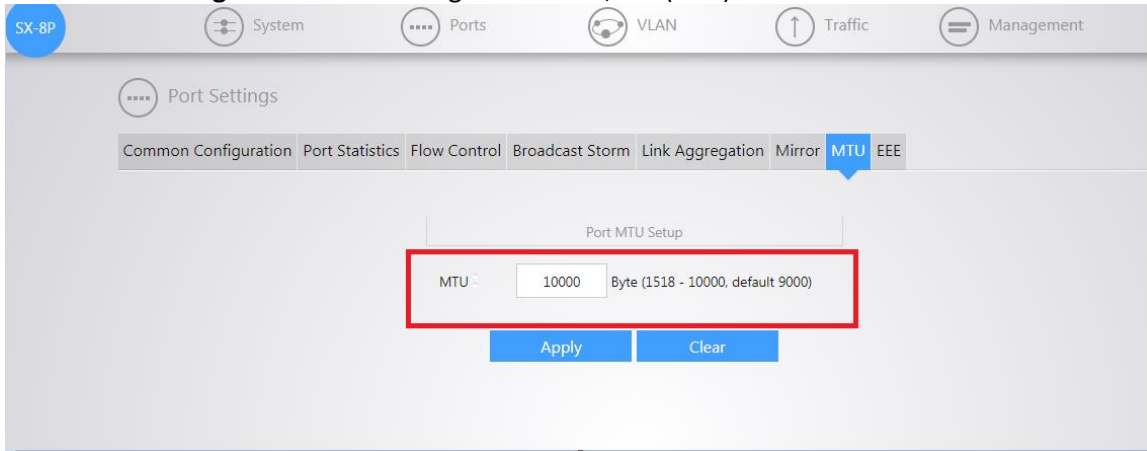 SX-8P System Ports VLAN Traffic Management
Port Settings
Common Configuration Port Statistics Flow Control Broadcast Storm Link Aggregation Mirror MTU EEE
Port MTU Setup
MTU : 10000 Byte (1518 - 10000, default 9000)
Apply Clear